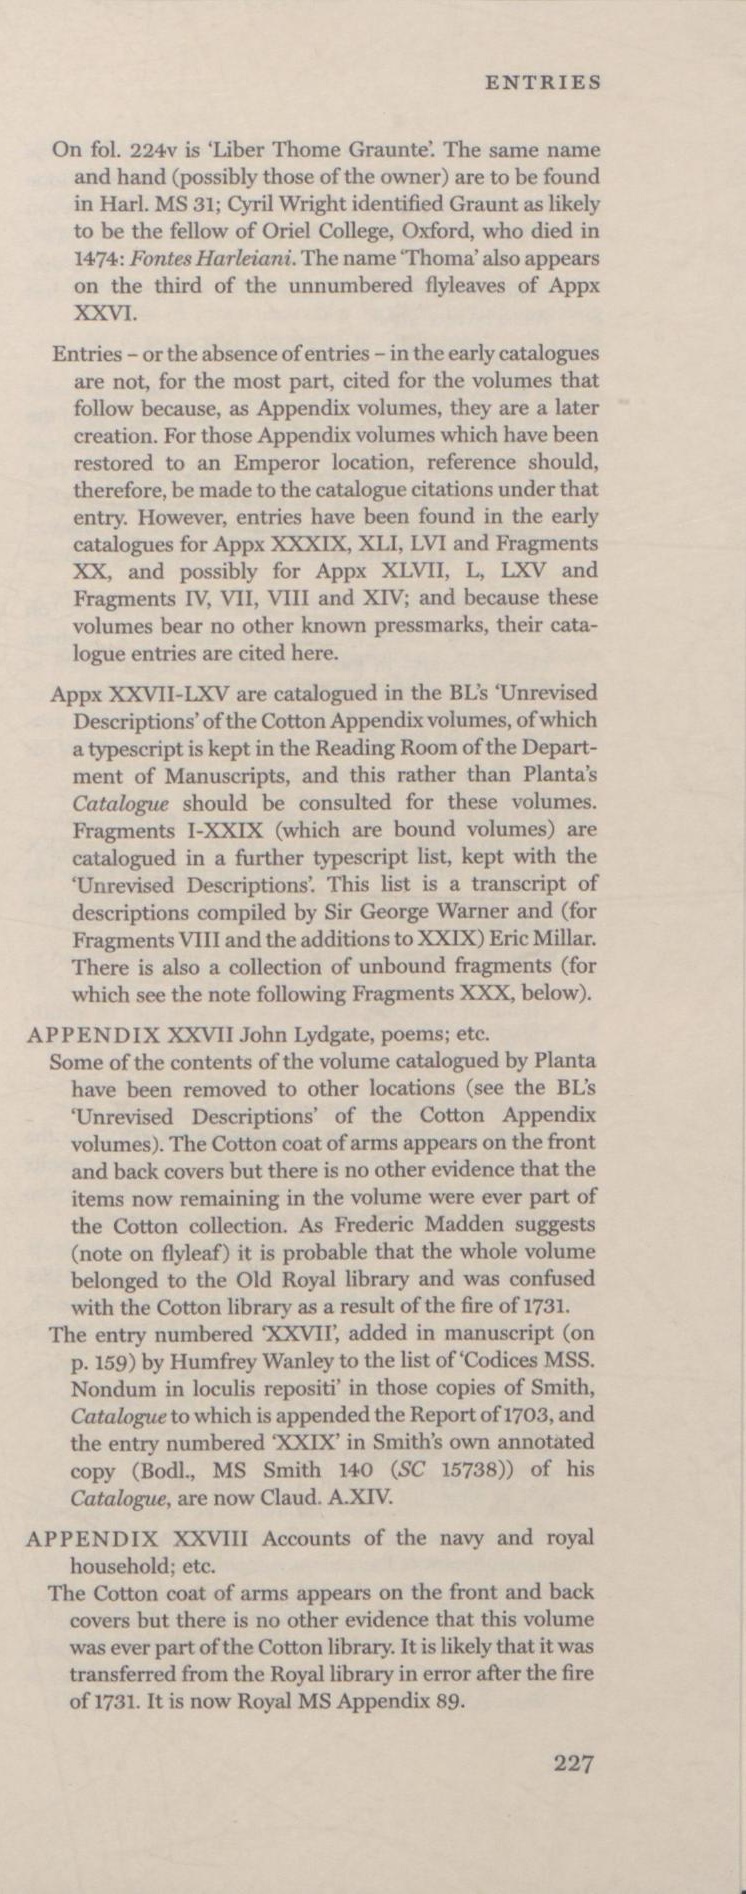 ENTRIES
On fol. 224v is ‘Liber Thome Graunte’. The same name
and hand (possibly those of the owner) are to be found
in Harl. MS 31; Cyril Wright identified Graunt as likely
to be the fellow of Oriel College, Oxford, who died in
1474: Fontes Harleiani. The name ‘Thoma’ also appears
on the third of the unnumbered flyleaves of Appx
XXVI.
Entries – or the absence of entries – in the early catalogues
are not, for the most part, cited for the volumes that
follow because, as Appendix volumes, they are a later
creation. For those Appendix volumes which have been
restored to an Emperor location, reference should,
therefore, be made to the catalogue citations under that
entry. However, entries have been found in the early
catalogues for Appx XXXIX, XLI, LVI and Fragments
XX, and possibly for Appx XLVII, L, LXV and
Fragments IV, VII, VIII and XIV; and because these
volumes bear no other known pressmarks, their cata-
logue entries are cited here.
Appx XXVII-LXV are catalogued in the BL’s ‘Unrevised
Descriptions’ of the Cotton Appendix volumes, of which
a typescript is kept in the Reading Room of the Depart-
ment of Manuscripts, and this rather than Planta’s
Catalogue should be consulted for these volumes.
Fragments I-XXIX (which are bound volumes) are
catalogued in a further typescript list, kept with the
‘Unrevised Descriptions’. This list is a transcript of
descriptions compiled by Sir George Warner and (for
Fragments VIII and the additions to XXIX) Eric Millar.
There is also a collection of unbound fragments (for
which see the note following Fragments XXX, below).
APPENDIX XXVII John Lydgate, poems; etc.
Some of the contents of the volume catalogued by Planta
have been removed to other locations (see the BL’s
‘Unrevised Descriptions’ of the Cotton Appendix
volumes). The Cotton coat of arms appears on the front
and back covers but there is no other evidence that the
items now remaining in the volume were ever part of
the Cotton collection. As Frederic Madden suggests
(note on flyleaf) it is probable that the whole volume
belonged to the Old Royal library and was confused
with the Cotton library as a result of the fire of 1731.
The entry numbered ‘XXVII’, added in manuscript (on
p. 159) by Humfrey Wanley to the list of ‘Codices MSS.
Nondum in loculis repositi’ in those copies of Smith,
Catalogue to which is appended the Report of 1703, and
the entry numbered ‘XXIX’ in Smith’s own annotated
copy (Bodl., MS Smith 140 (SC 15738)) of his
Catalogue, are now Claud. A.XIV.
APPENDIX XXVIII Accounts of the navy and royal
household; etc.
The Cotton coat of arms appears on the front and back
covers but there is no other evidence that this volume
was ever part of the Cotton library. It is likely that it was
transferred from the Royal library in error after the fire
of 1731. It is now Royal MS Appendix 89.
227